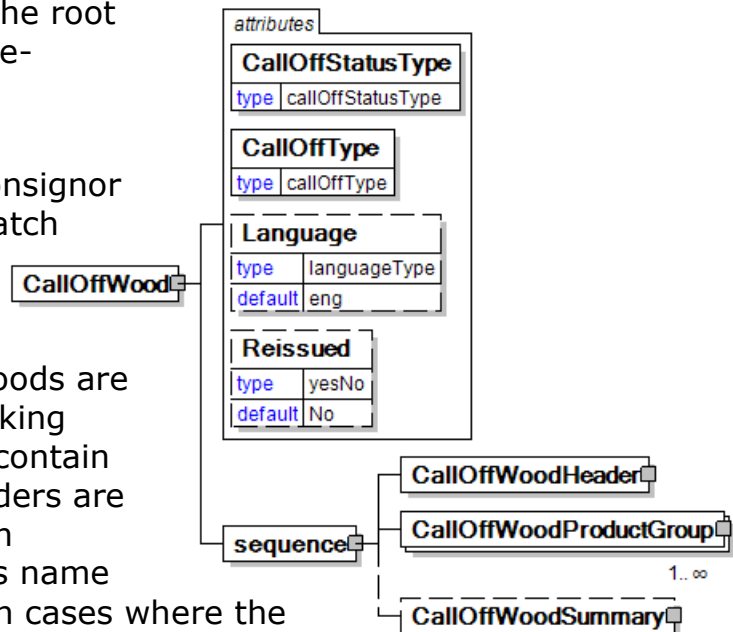 he root
e-
onsignor
atch
oods are
king
contain
ders are
n
s name
n cases where the
attributes
CallOffStatusType
type callOffStatusType
CallOffType
type callOffType
Language
type languageType
default eng
Reissued
type yesNo
default No
CallOffWood
sequence
CallOffWoodHeader
CallOffWoodProductGroup
1.. ∞
CallOffWoodSummary